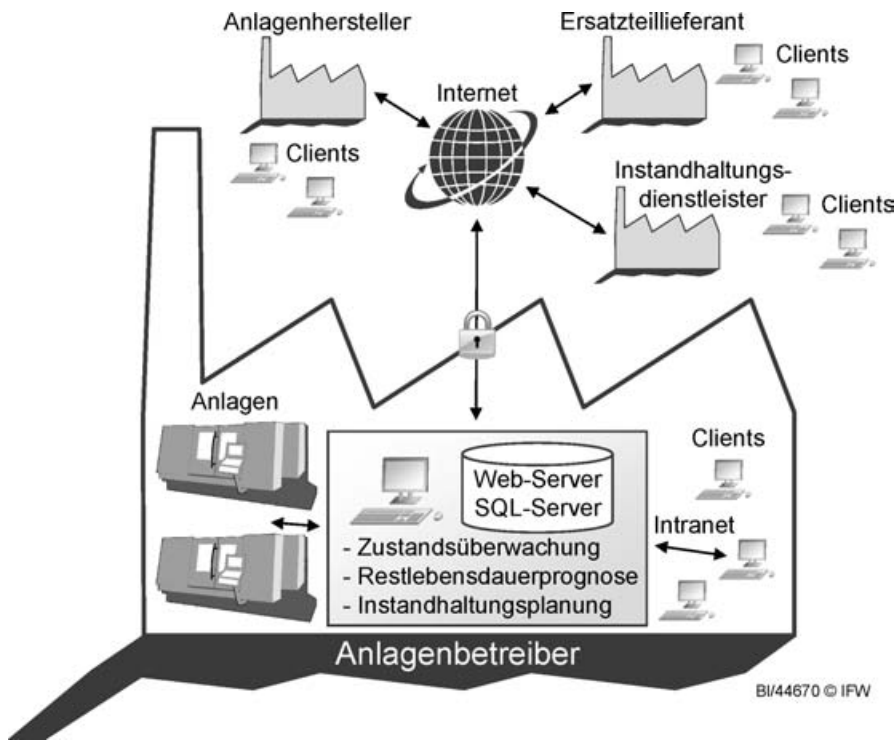 Anlagenhersteller
Ersatzteillieferant
Clients
Internet
Clients
Instandhaltungs-
dienstleister
Clients
Anlagen
Clients
Web-Server
SQL-Server
Intranet
- Zustandsüberwachung
- Restlebensdauerprognose
- Instandhaltungsplanung
Anlagenbetreiber
BI/44670 © IFW